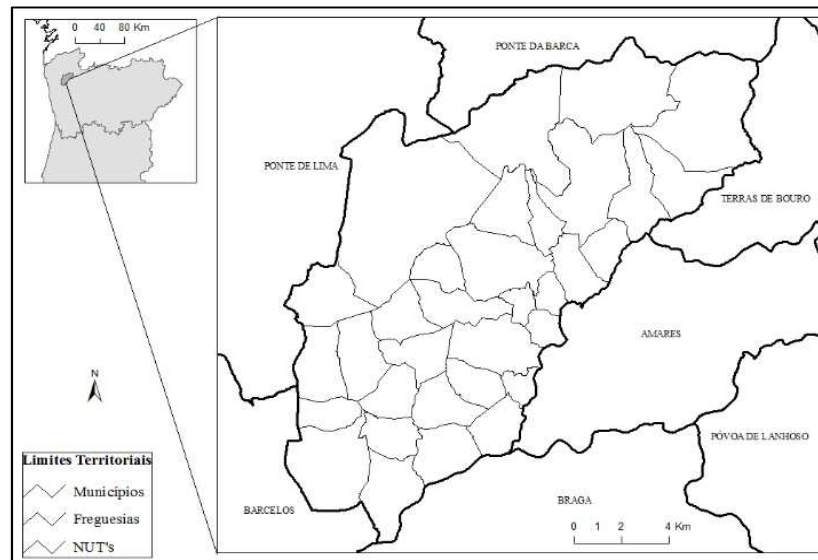 0 40 80 Km
PONTE DA BARCA
PONTE DE LIMA
TERRAS DE BOURO
AMARES
N
PÓVOA DE LANHOSO
Limites Territoriais
Municípios
Freguesias
NUT's
BARCELOS
BRAGA
0 1 2 4 Km